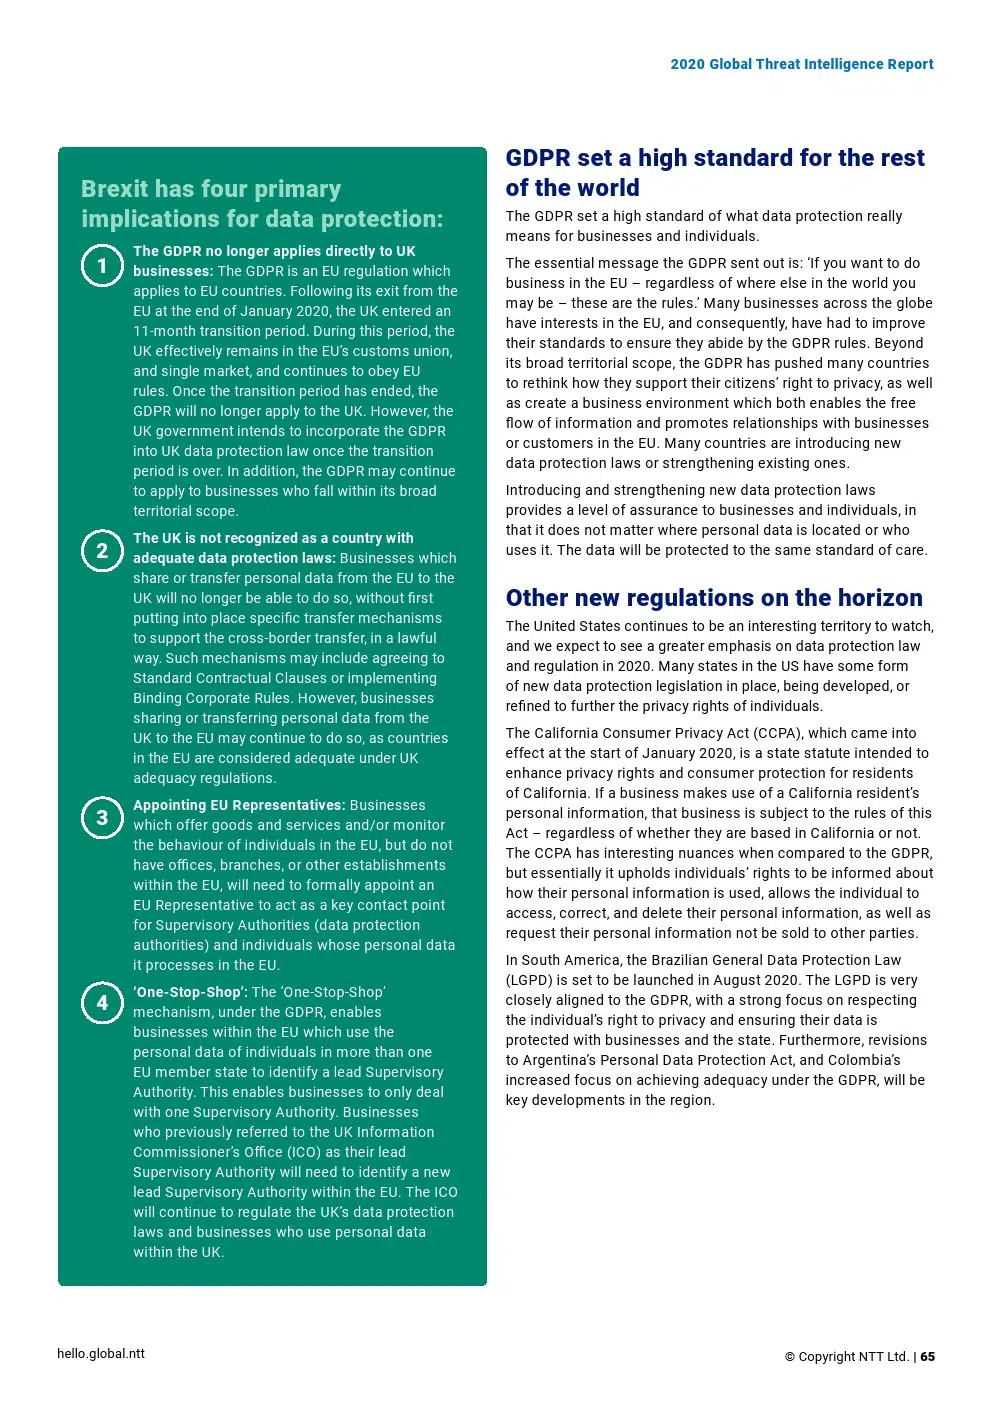 2020 Global Threat Intelligence Report
Brexit has four primary
implications for data protection:
1
The GDPR no longer applies directly to UK
businesses: The GDPR is an EU regulation which
applies to EU countries. Following its exit from the
EU at the end of January 2020, the UK entered an
11-month transition period. During this period, the
UK effectively remains in the EU’s customs union,
and single market, and continues to obey EU
rules. Once the transition period has ended, the
GDPR will no longer apply to the UK. However, the
UK government intends to incorporate the GDPR
into UK data protection law once the transition
period is over. In addition, the GDPR may continue
to apply to businesses who fall within its broad
territorial scope.
2
The UK is not recognized as a country with
adequate data protection laws: Businesses which
share or transfer personal data from the EU to the
UK will no longer be able to do so, without first
putting into place specific transfer mechanisms
to support the cross-border transfer, in a lawful
way. Such mechanisms may include agreeing to
Standard Contractual Clauses or implementing
Binding Corporate Rules. However, businesses
sharing or transferring personal data from the
UK to the EU may continue to do so, as countries
in the EU are considered adequate under UK
adequacy regulations.
3
Appointing EU Representatives: Businesses
which offer goods and services and/or monitor
the behaviour of individuals in the EU, but do not
have offices, branches, or other establishments
within the EU, will need to formally appoint an
EU Representative to act as a key contact point
for Supervisory Authorities (data protection
authorities) and individuals whose personal data
it processes in the EU.
4
‘One-Stop-Shop’: The ‘One-Stop-Shop’
mechanism, under the GDPR, enables
businesses within the EU which use the
personal data of individuals in more than one
EU member state to identify a lead Supervisory
Authority. This enables businesses to only deal
with one Supervisory Authority. Businesses
who previously referred to the UK Information
Commissioner’s Office (ICO) as their lead
Supervisory Authority will need to identify a new
lead Supervisory Authority within the EU. The ICO
will continue to regulate the UK’s data protection
laws and businesses who use personal data
within the UK.
GDPR set a high standard for the rest
of the world
The GDPR set a high standard of what data protection really
means for businesses and individuals.
The essential message the GDPR sent out is: ‘If you want to do
business in the EU – regardless of where else in the world you
may be – these are the rules.’ Many businesses across the globe
have interests in the EU, and consequently, have had to improve
their standards to ensure they abide by the GDPR rules. Beyond
its broad territorial scope, the GDPR has pushed many countries
to rethink how they support their citizens’ right to privacy, as well
as create a business environment which both enables the free
flow of information and promotes relationships with businesses
or customers in the EU. Many countries are introducing new
data protection laws or strengthening existing ones.
Introducing and strengthening new data protection laws
provides a level of assurance to businesses and individuals, in
that it does not matter where personal data is located or who
uses it. The data will be protected to the same standard of care.
Other new regulations on the horizon
The United States continues to be an interesting territory to watch,
and we expect to see a greater emphasis on data protection law
and regulation in 2020. Many states in the US have some form
of new data protection legislation in place, being developed, or
refined to further the privacy rights of individuals.
The California Consumer Privacy Act (CCPA), which came into
effect at the start of January 2020, is a state statute intended to
enhance privacy rights and consumer protection for residents
of California. If a business makes use of a California resident’s
personal information, that business is subject to the rules of this
Act – regardless of whether they are based in California or not.
The CCPA has interesting nuances when compared to the GDPR,
but essentially it upholds individuals’ rights to be informed about
how their personal information is used, allows the individual to
access, correct, and delete their personal information, as well as
request their personal information not be sold to other parties.
In South America, the Brazilian General Data Protection Law
(LGPD) is set to be launched in August 2020. The LGPD is very
closely aligned to the GDPR, with a strong focus on respecting
the individual’s right to privacy and ensuring their data is
protected with businesses and the state. Furthermore, revisions
to Argentina’s Personal Data Protection Act, and Colombia’s
increased focus on achieving adequacy under the GDPR, will be
key developments in the region.
hello.global.ntt
© Copyright NTT Ltd. | 65